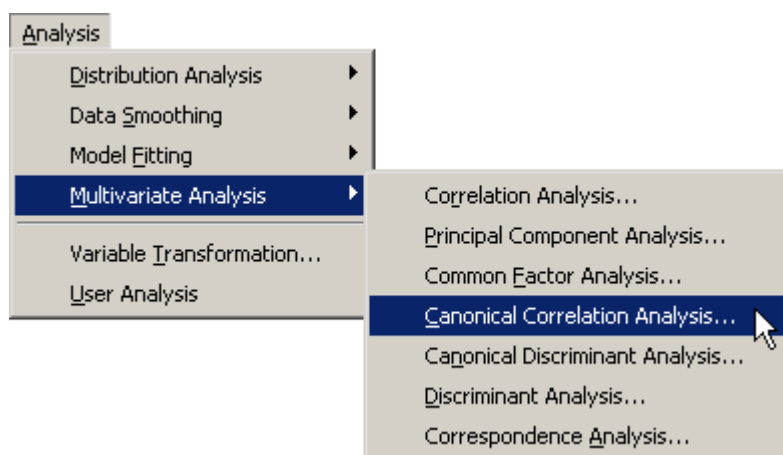 Analysis
Distribution Analysis
Data Smoothing
Model Fitting
Multivariate Analysis
Variable Transformation...
User Analysis
Correlation Analysis...
Principal Component Analysis...
Common Factor Analysis...
Canonical Correlation Analysis...
Canonical Discriminant Analysis...
Discriminant Analysis...
Correspondence Analysis...